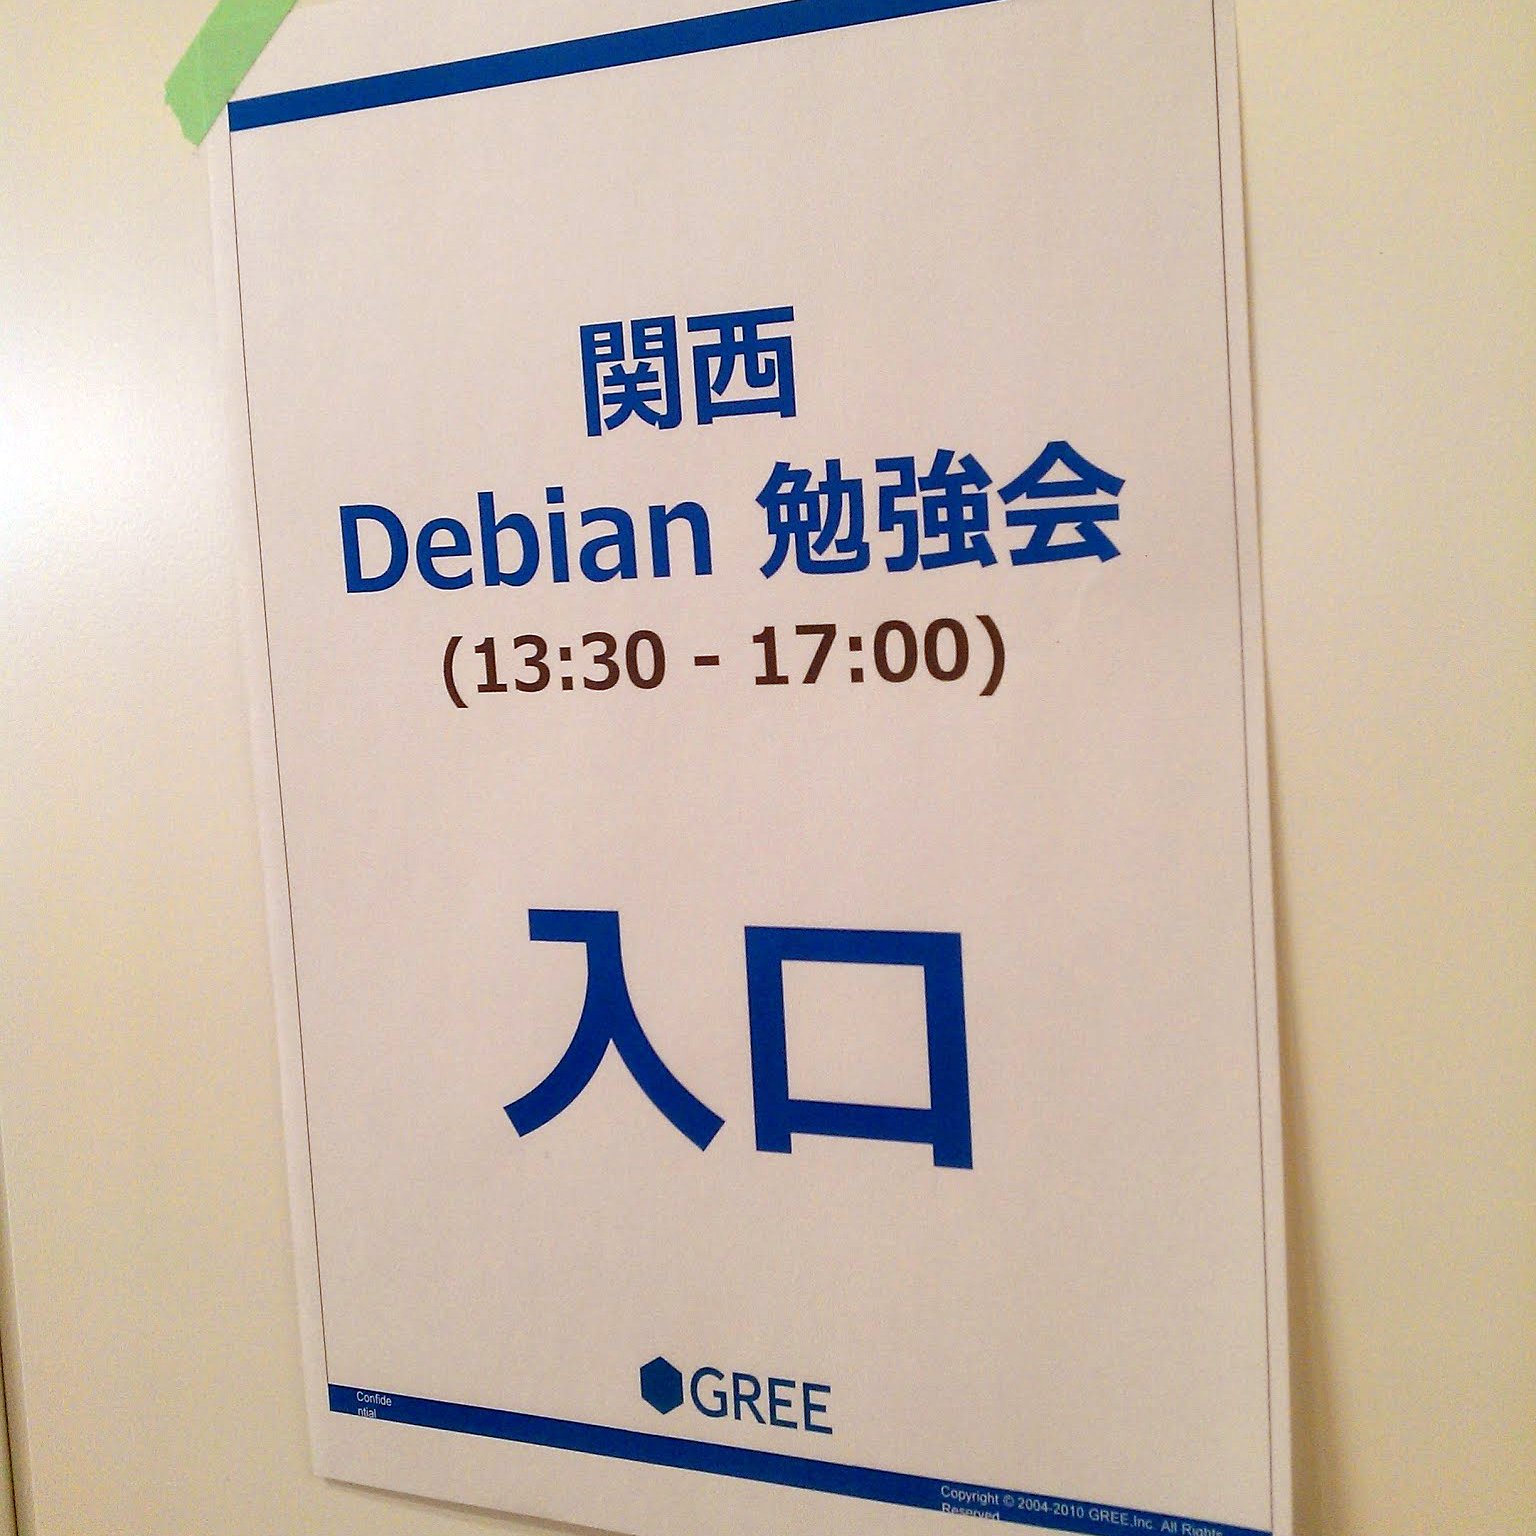 関西
Debian 勉強会
(13:30 - 17:00)
入口
GREE
Confide
ntial
Copyright © 2004-2010 GREE,Inc. All Rights
Reserved